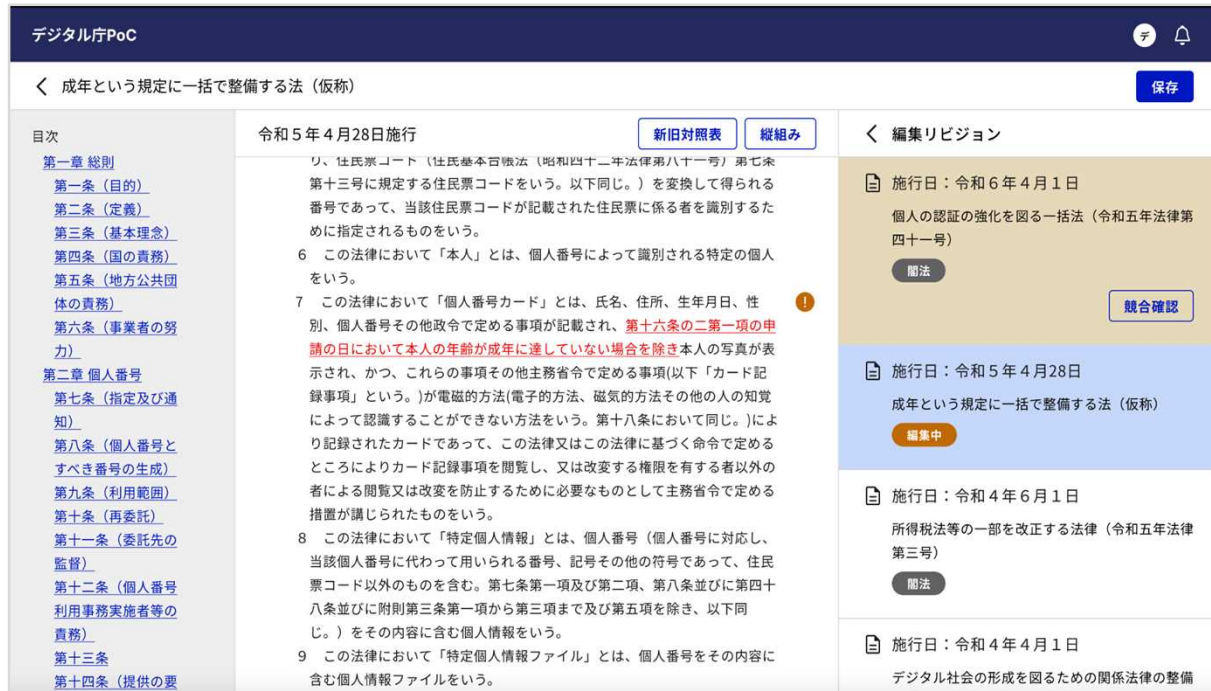 デジタル庁PoC
デ
成年という規定に一括で整備する法（仮称）
保存
目次
第一章 総則
第一条（目的）
第二条（定義）
第三条（基本理念）
第四条（国の責務）
第五条（地方公共団
体の責務）
第六条（事業者の努
力）
第二章 個人番号
第七条（指定及び通
知）
第八条（個人番号と
すべき番号の生成）
第九条（利用範囲）
第十条（再委託）
第十一条（委託先の
監督）
第十二条（個人番号
利用事務実施者等の
責務）
第十三条
第十四条（提供の要
令和５年４月28日施行
新旧対照表
縦組み
り、住民票コード（住民基本台帳法（昭和四十二年法律第八十一号）第七条
第十三号に規定する住民票コードをいう。以下同じ。）を変換して得られる
番号であって、当該住民票コードが記載された住民票に係る者を識別するた
めに指定されるものをいう。
6 この法律において「本人」とは、個人番号によって識別される特定の個人
をいう。
7 この法律において「個人番号カード」とは、氏名、住所、生年月日、性
別、個人番号その他政令で定める事項が記載され、第十六条の二第一項の申
請の日において本人の年齢が成年に達していない場合を除き本人の写真が表
示され、かつ、これらの事項その他主務省令で定める事項(以下「カード記
録事項」という。)が電磁的方法(電子的方法、磁気的方法その他の人の知覚
によって認識することができない方法をいう。第十八条において同じ。)によ
り記録されたカードであって、この法律又はこの法律に基づく命令で定める
ところによりカード記録事項を閲覧し、又は改変する権限を有する者以外の
者による閲覧又は改変を防止するために必要なものとして主務省令で定める
措置が講じられたものをいう。
8 この法律において「特定個人情報」とは、個人番号（個人番号に対応し、
当該個人番号に代わって用いられる番号、記号その他の符号であって、住民
票コード以外のものを含む。第七条第一項及び第二項、第八条並びに第四十
八条並びに附則第三条第一項から第三項まで及び第五項を除き、以下同
じ。）をその内容に含む個人情報をいう。
9 この法律において「特定個人情報ファイル」とは、個人番号をその内容に
含む個人情報ファイルをいう。
編集リビジョン
施行日：令和６年４月１日
個人の認証の強化を図る一括法（令和五年法律第
四十一号）
閣法
競合確認
施行日：令和５年４月28日
成年という規定に一括で整備する法（仮称）
編集中
施行日：令和４年６月１日
所得税法等の一部を改正する法律（令和五年法律
第三号）
閣法
施行日：令和４年４月１日
デジタル社会の形成を図るための関係法律の整備